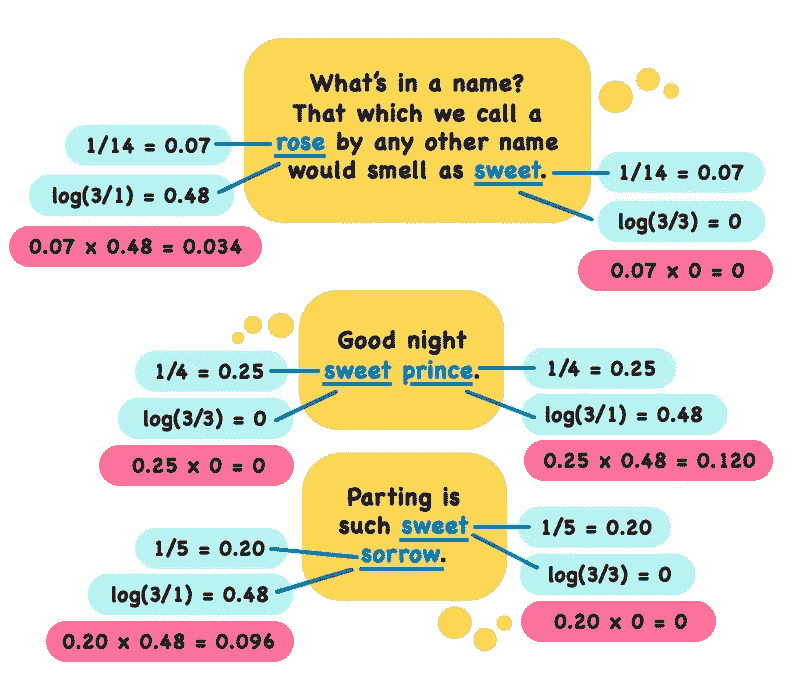 What's in a name?
That which we call a
rose by any other name
would smell as sweet.
1/14 = 0.07
log(3/1) = 0.48
0.07 x 0.48 = 0.034
1/14 = 0.07
log(3/3) = 0
0.07 x 0 = 0
Good night
sweet prince.
1/4 = 0.25
log(3/3) = 0
0.25 x 0 = 0
1/4 = 0.25
log(3/1) = 0.48
0.25 x 0.48 = 0.120
Parting is
such sweet
sorrow.
1/5 = 0.20
log(3/1) = 0.48
0.20 x 0.48 = 0.096
1/5 = 0.20
log(3/3) = 0
0.20 x 0 = 0